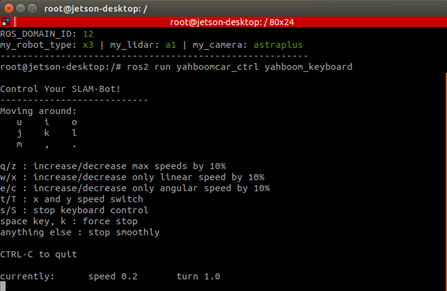 root@jetson-desktop: /
root@jetson-desktop: / 80x24
ROS_DOMAIN_ID: 12
my_robot_type: x3 | my_lidar: a1 | my_camera: astraplus
--------------------------------------------------------
root@jetson-desktop:/# ros2 run yahboomcar_ctrl yahboom_keyboard
Control Your SLAM-Bot!
---------------------------
Moving around:
u i o
j k l
m , .
q/z : increase/decrease max speeds by 10%
w/x : increase/decrease only linear speed by 10%
e/c : increase/decrease only angular speed by 10%
t/T : x and y speed switch
s/S : stop keyboard control
space key, k : force stop
anything else : stop smoothly
CTRL-C to quit
currently: speed 0.2 turn 1.0